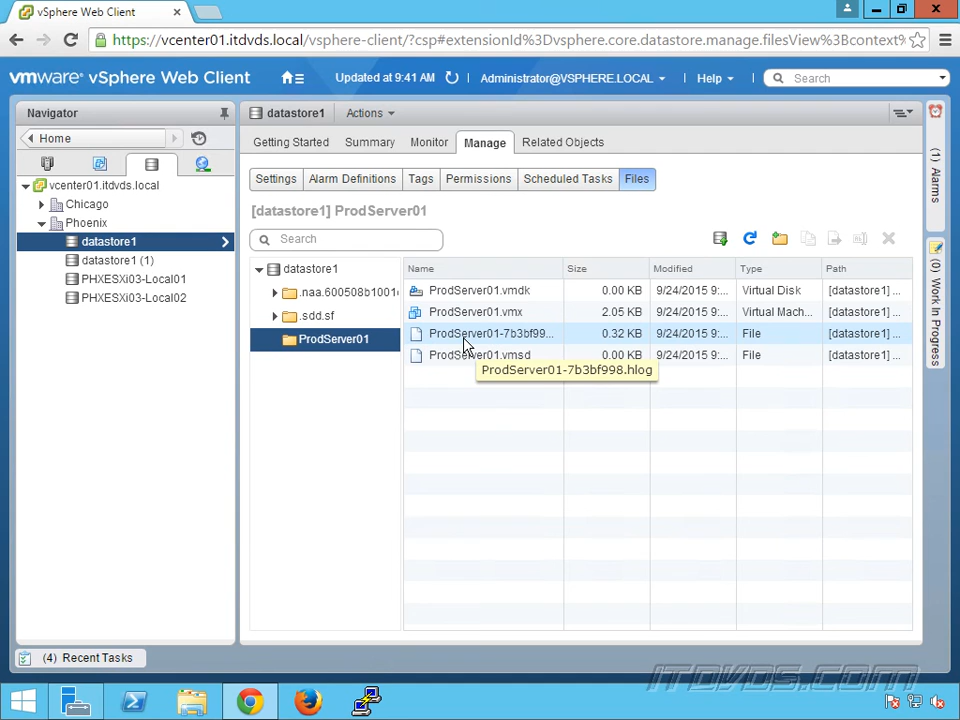 vSphere Web Client
https://vcenter01.itdvds.local/vsphere-client/?csp#extensionId%3Dvsphere.core.datastore.manage.filesView%3Bcontext%
vmware vSphere Web Client
Updated at 9:41 AM
Administrator@VSPHERE.LOCAL
Help
Search
Navigator
Home
vcenter01.itdvds.local
Chicago
Phoenix
datastore1
datastore1 (1)
PHXESXi03-Local01
PHXESXi03-Local02
datastore1
Actions
Getting Started Summary Monitor Manage Related Objects
Settings Alarm Definitions Tags Permissions Scheduled Tasks Files
[datastore1] ProdServer01
Search
datastore1
.naa.600508b1001
.sdd.sf
ProdServer01
Name Size Modified Type Path
ProdServer01.vmdk 0.00 KB 9/24/2015 9:... Virtual Disk [datastore1] ...
ProdServer01.vmx 2.05 KB 9/24/2015 9:... Virtual Mach... [datastore1] ...
ProdServer01-7b3bf99... 0.32 KB 9/24/2015 9:... File [datastore1] ...
ProdServer01.vmsd 0.00 KB 9/24/2015 9:... File [datastore1] ...
ProdServer01-7b3bf998.hlog
(1) Alarms
(0) Work In Progress
(4) Recent Tasks
ITDVDS.COM